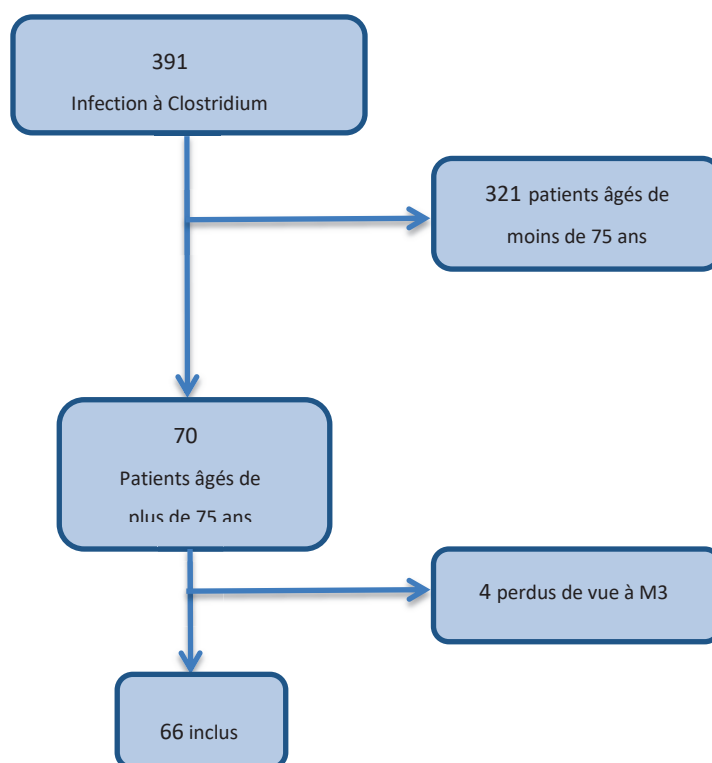 391
Infection à Clostridium
321 patients âgés de
moins de 75 ans
70
Patients âgés de
plus de 75 ans
4 perdus de vue à M3
66 inclus